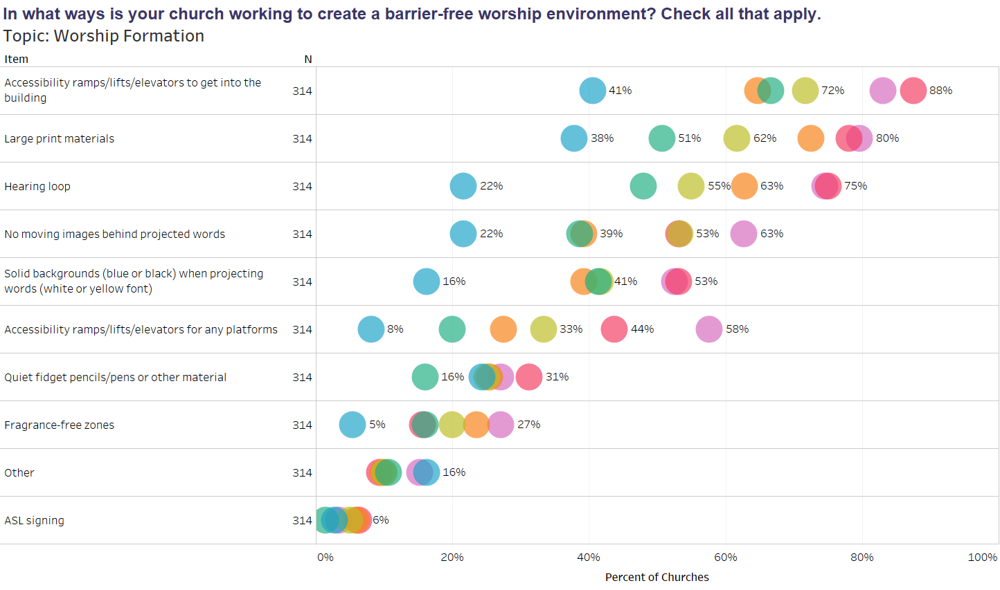 In what ways is your church working to create a barrier-free worship environment? Check all that apply.
Topic: Worship Formation
Item N
Accessibility ramps/lifts/elevators to get into the
building
314 41% 72% 88%
Large print materials 314 38% 51% 62% 80%
Hearing loop 314 22% 55% 63% 75%
No moving images behind projected words 314 22% 39% 53% 63%
Solid backgrounds (blue or black) when projecting
words (white or yellow font)
314 16% 41% 53%
Accessibility ramps/lifts/elevators for any platforms 314 8% 33% 44% 58%
Quiet fidget pencils/pens or other material 314 16% 31%
Fragrance-free zones 314 5% 27%
Other 314 16%
ASL signing 314 6%
0% 20% 40% 60% 80% 100%
Percent of Churches